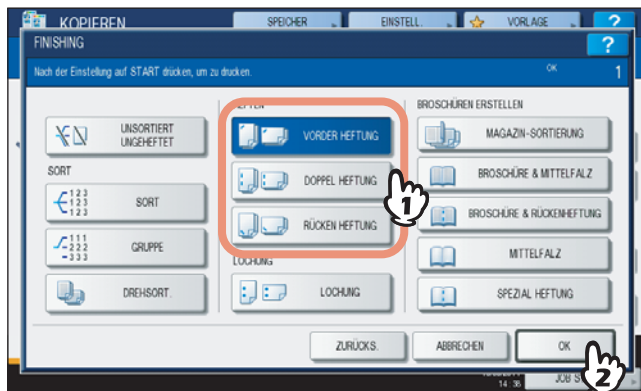 KOPIEREN
SPEICHER
EINSTELL.
VORLAGE
?
FINISHING
?
Nach der Einstellung auf START drücken, um zu drucken.
OK
1
UNSORTIERT
UNGEHEFTET
SORT
123
123
123
SORT
111
222
333
GRUPPE
DREHSORT.
VORDER HEFTUNG
DOPPEL HEFTUNG
RÜCKEN HEFTUNG
1
LOCHUNG
LOCHUNG
BROSCHÜREN ERSTELLEN
MAGAZIN-SORTIERUNG
BROSCHÜRE & MITTELFALZ
BROSCHÜRE & RÜCKENHEFTUNG
MITTELFALZ
SPEZIAL HEFTUNG
ZURÜCKS.
ABBRECHEN
OK
2
14:36
JOB S